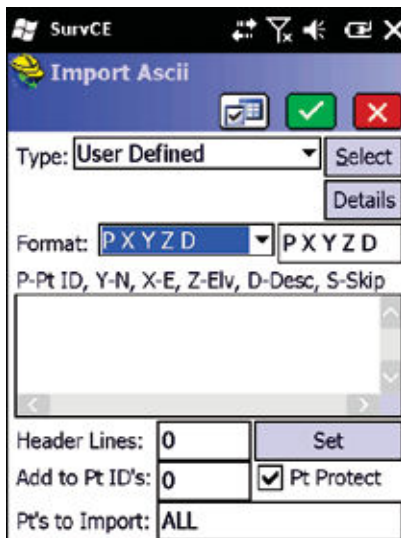 SurvCE
Import Ascii
Type: User Defined Select
Details
Format: P X Y Z D P X Y Z D
P-Pt ID, Y-N, X-E, Z-Elv, D-Desc, S-Skip
Header Lines: 0 Set
Add to Pt ID's: 0 Pt Protect
Pt's to Import: ALL